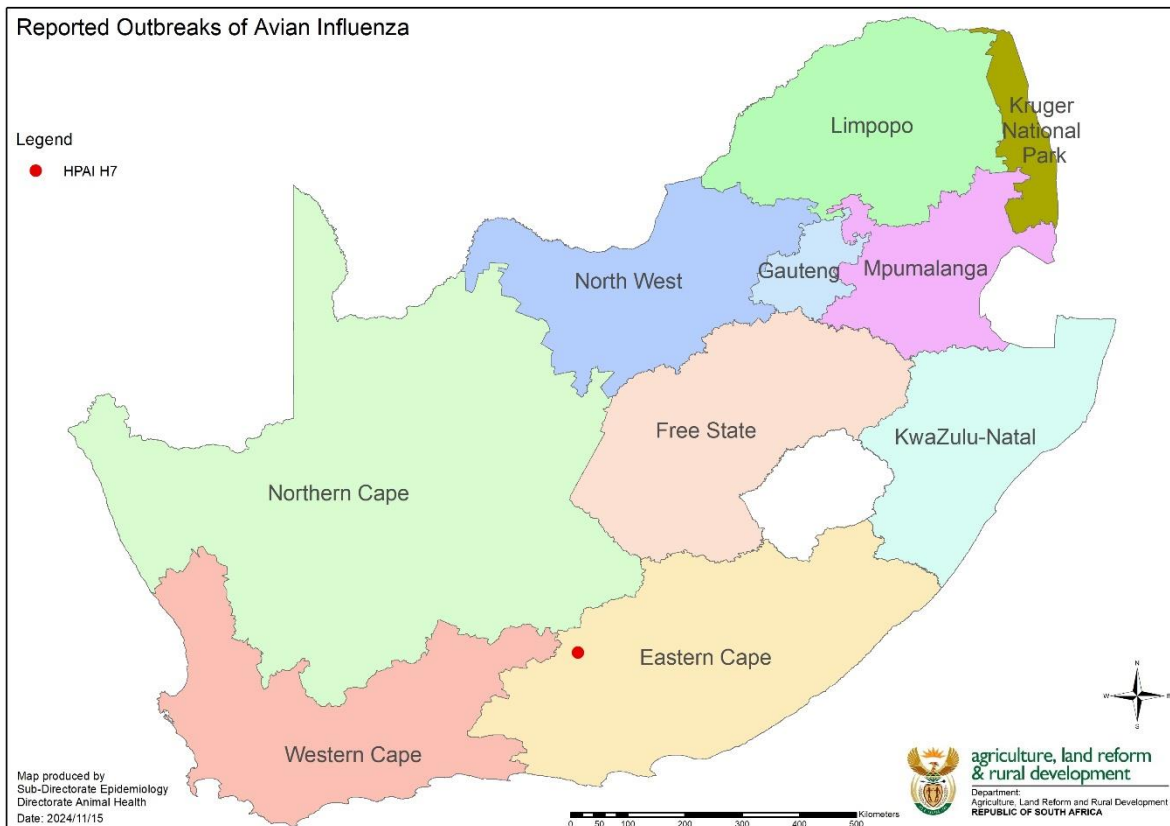 Reported Outbreaks of Avian Influenza
Legend
HPAI H7
Limpopo
Kruger
National
Park
North West
Gauteng
Mpumalanga
Free State
KwaZulu-Natal
Northern Cape
Eastern Cape
Western Cape
N
W
E
S
Map produced by
Sub-Directorate Epidemiology
Directorate Animal Health
Date: 2024/11/15
Kilometers
0 50 100 200 300 400 500
agriculture, land reform
& rural development
Department:
Agriculture, Land Reform and Rural Development
REPUBLIC OF SOUTH AFRICA